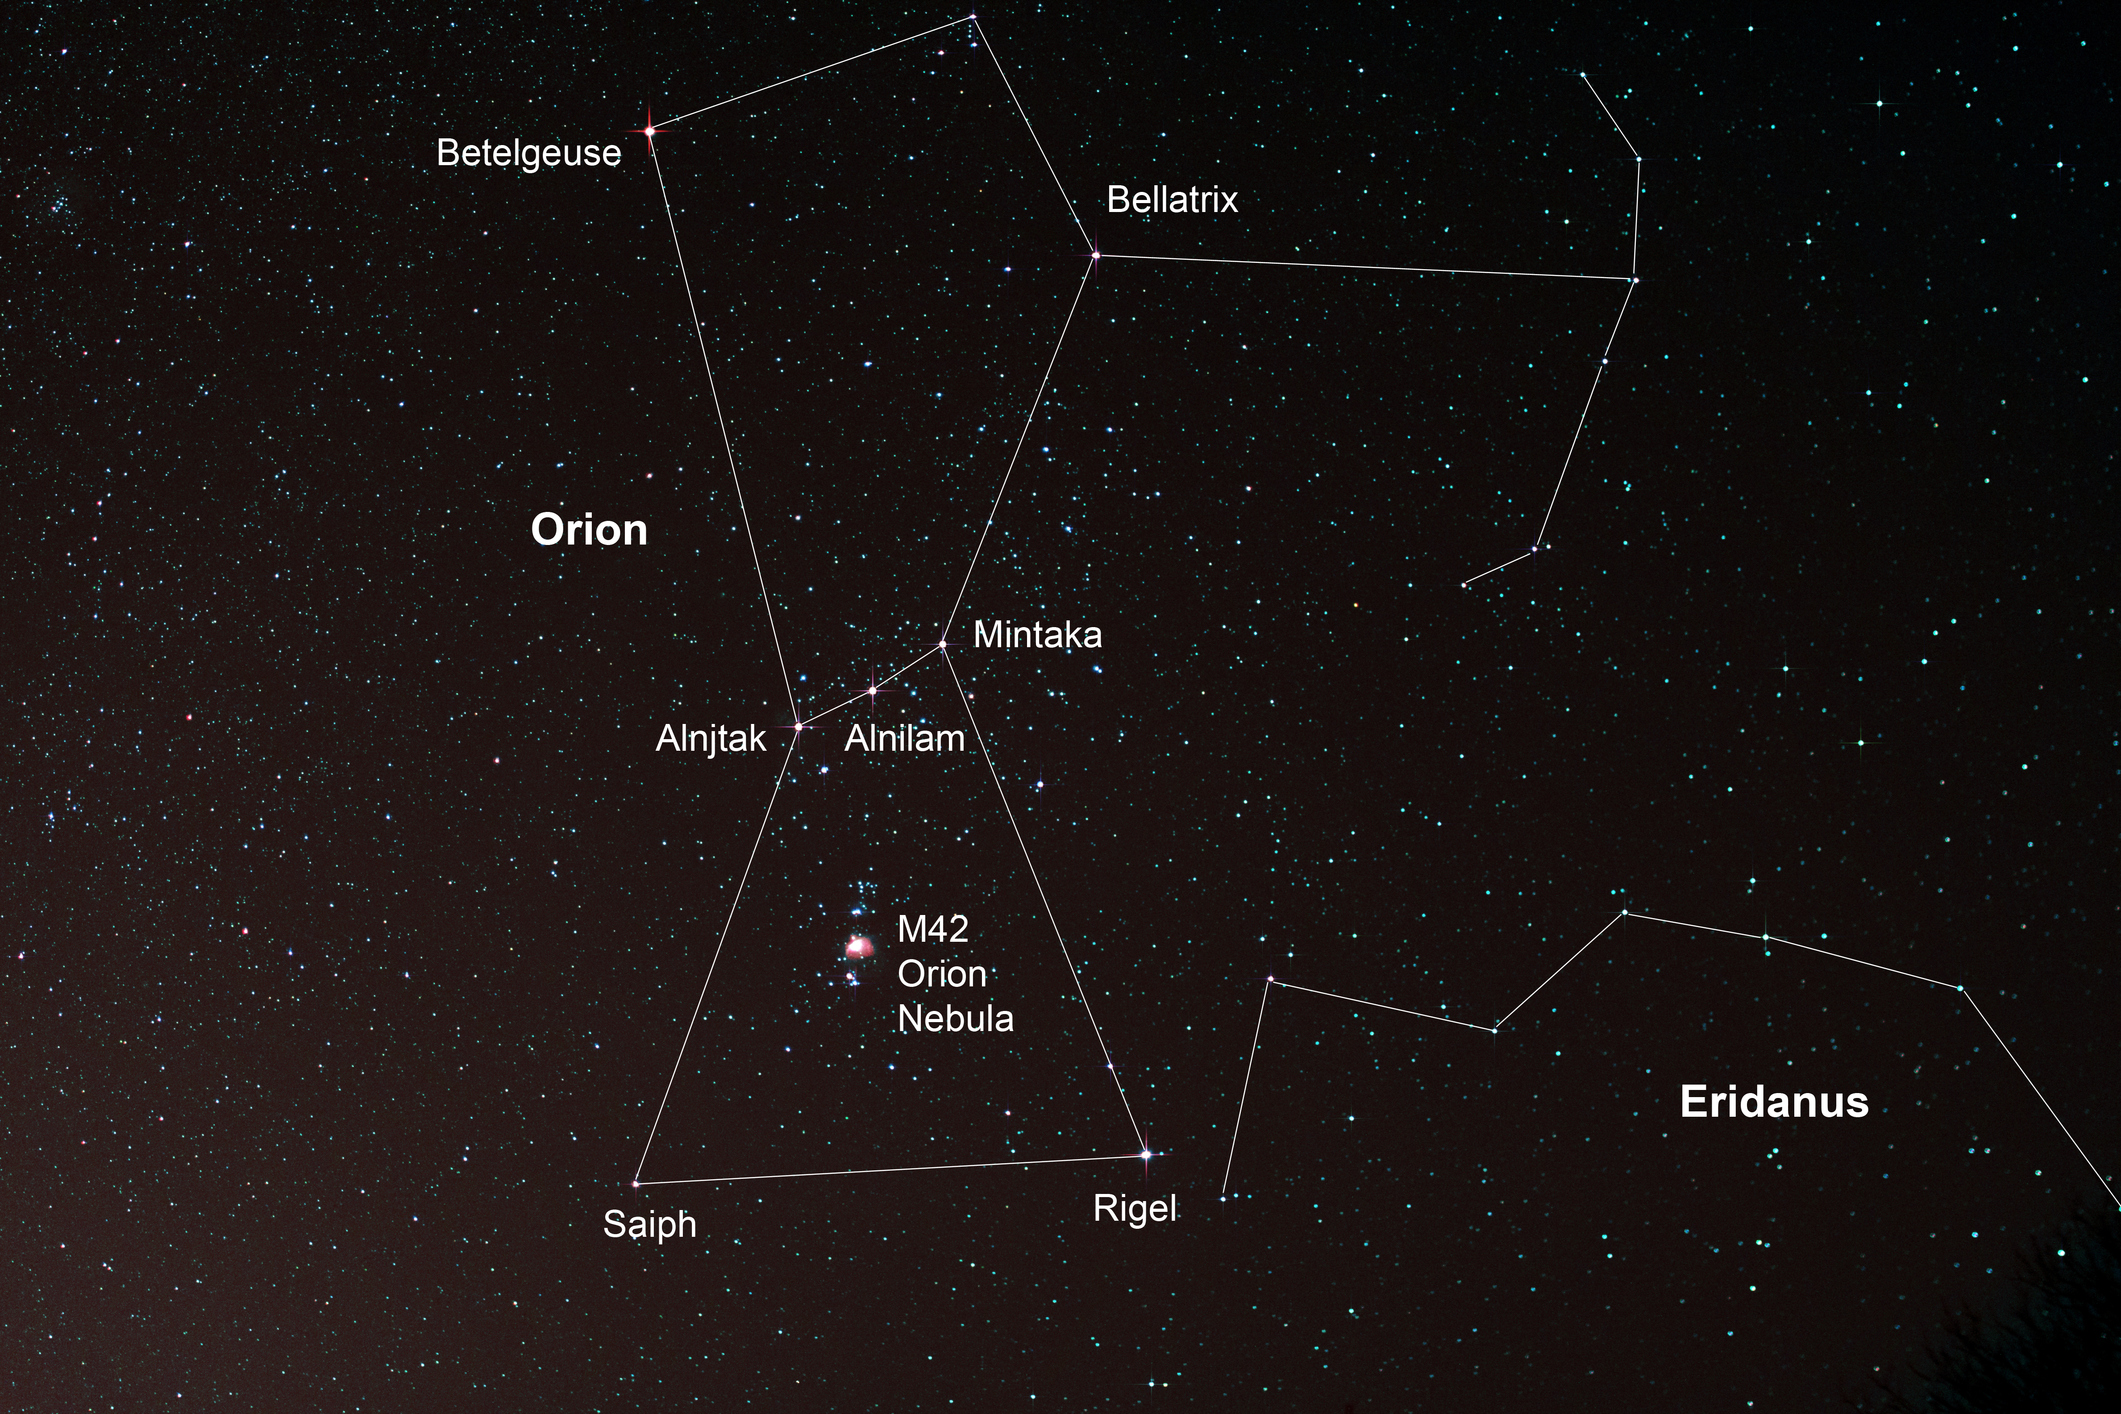 Betelgeuse
Bellatrix
Orion
Mintaka
Alnjtak
Alnilam
M42
Orion
Nebula
Eridanus
Rigel
Saiph